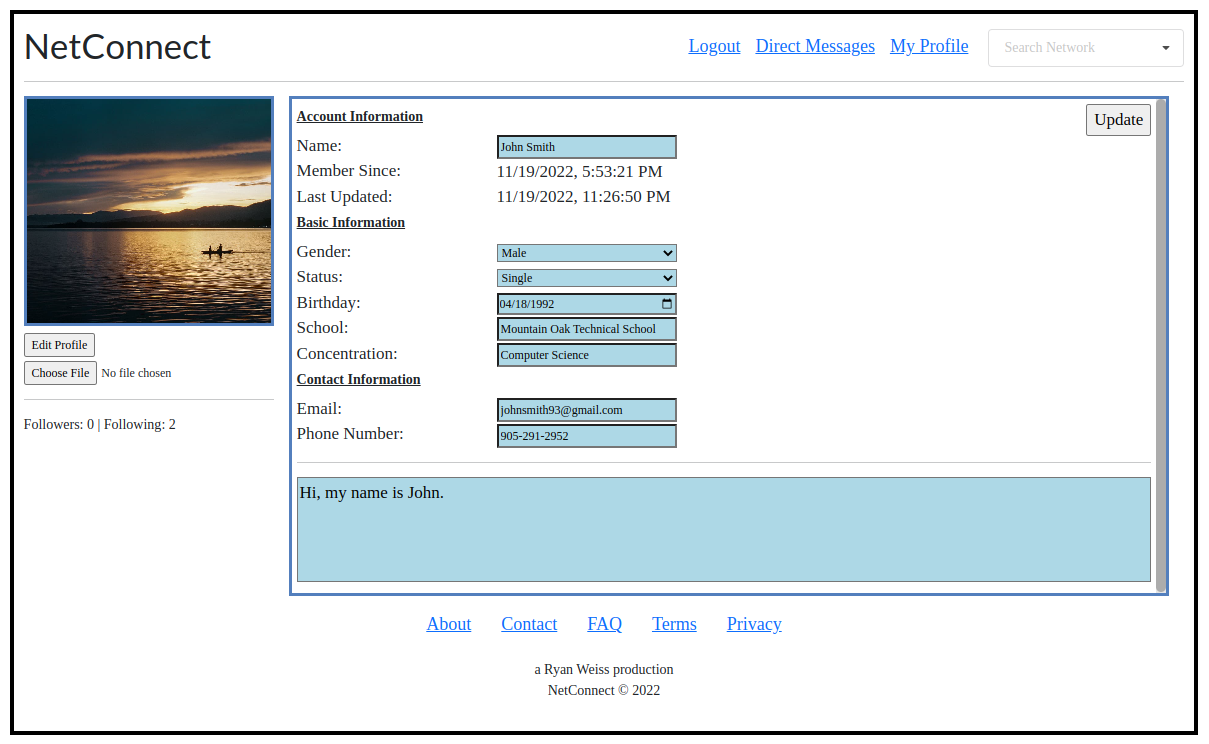 NetConnect
Logout Direct Messages My Profile Search Network
Account Information
Update
Name: John Smith
Member Since: 11/19/2022, 5:53:21 PM
Last Updated: 11/19/2022, 11:26:50 PM
Basic Information
Gender: Male
Status: Single
Birthday: 04/18/1992
School: Mountain Oak Technical School
Concentration: Computer Science
Contact Information
Email: johnsmith93@gmail.com
Phone Number: 905-291-2952
Hi, my name is John.
Edit Profile
Choose File No file chosen
Followers: 0 | Following: 2
About Contact FAQ Terms Privacy
a Ryan Weiss production
NetConnect © 2022